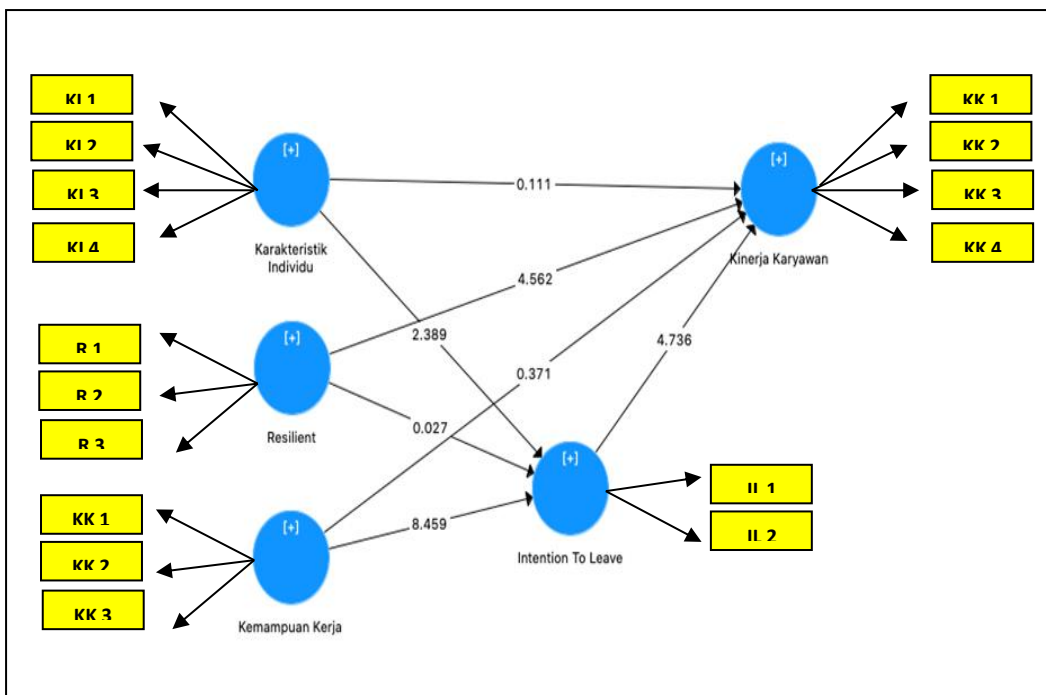 KI 1
KI 2
KI 3
KI 4
[+]
Karakteristik
Individu
R 1
R 2
R 3
[+]
Resilient
KK 1
KK 2
KK 3
[+]
Kemampuan Kerja
0.111
4.562
2.389
0.371
0.027
8.459
4.736
[+]
Intention To Leave
IL 1
IL 2
[+]
Kinerja Karyawan
KK 1
KK 2
KK 3
KK 4